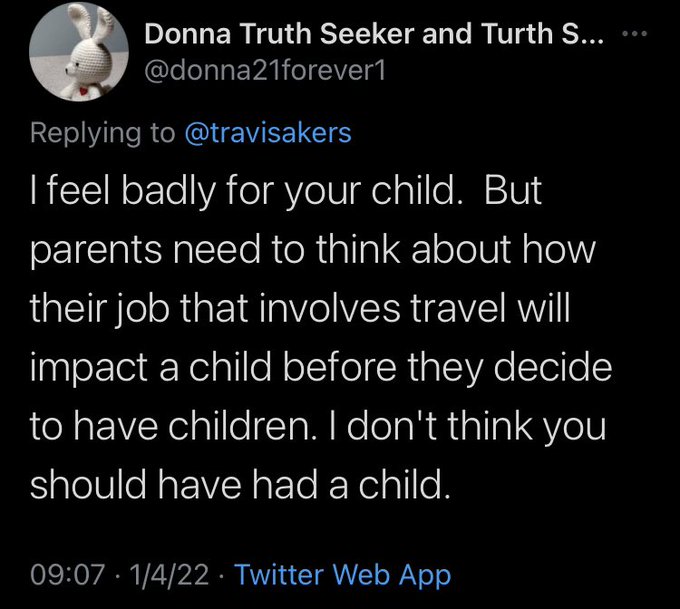 Donna Truth Seeker and Turth S...
@donna21forever1
Replying to @travisakers
I feel badly for your child.  But
parents need to think about how
their job that involves travel will
impact a child before they decide
to have children. I don't think you
should have had a child.
09:07 · 1/4/22 · Twitter Web App